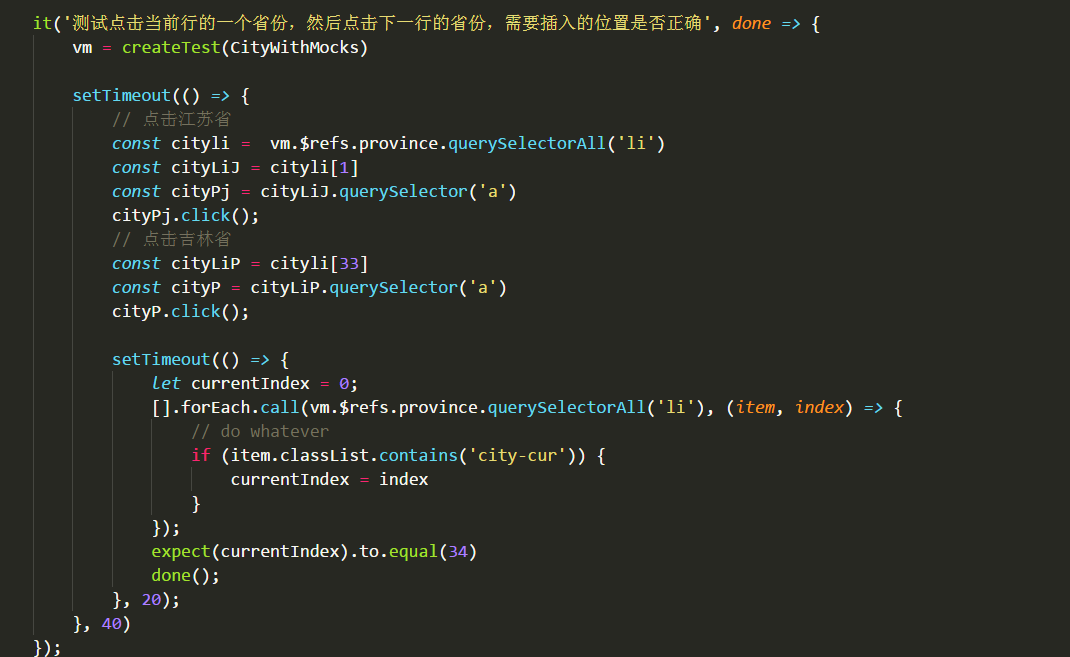 it('测试点击当前行的一个省份，然后点击下一行的省份，需要插入的位置是否正确', done => {
vm = createTest(CityWithMocks)
setTimeout(() => {
// 点击江苏省
const cityli =  vm.$refs.province.querySelectorAll('li')
const cityLiJ = cityli[1]
const cityPj = cityLiJ.querySelector('a')
cityPj.click();
// 点击吉林省
const cityLiP = cityli[33]
const cityP = cityLiP.querySelector('a')
cityP.click();
setTimeout(() => {
let currentIndex = 0;
[].forEach.call(vm.$refs.province.querySelectorAll('li'), (item, index) => {
// do whatever
if (item.classList.contains('city-cur')) {
currentIndex = index
}
});
expect(currentIndex).to.equal(34)
done();
}, 20);
}, 40)
});